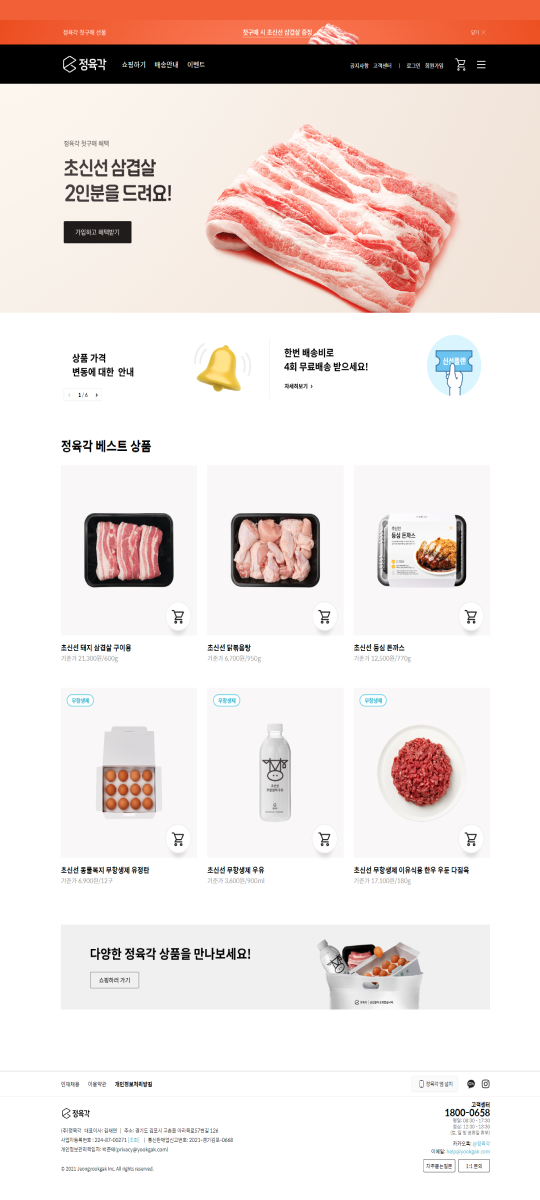 정육각 첫구매 선물
첫구매 시 초신선 삼겹살 증정
닫기 ×
정육각
쇼핑하기 배송안내 이벤트
공지사항 고객센터 | 로그인 회원가입
정육각 첫구매 혜택
초신선 삼겹살
2인분을 드려요!
가입하고 혜택받기
상품 가격
변동에 대한 안내
‹ 1 / 6 ›
한번 배송비로
4회 무료배송 받으세요!
자세히보기 ›
신선플랜
정육각 베스트 상품
초신선
등심 돈까스
초신선 돼지 삼겹살 구이용
기준가 21,300원/600g
초신선 닭볶음탕
기준가 6,700원/950g
초신선 등심 돈까스
기준가 12,500원/770g
무항생제
무항생제
무항생제
초신선 동물복지 무항생제 유정란
기준가 6,900원/12구
초신선 무항생제 우유
기준가 3,600원/900ml
초신선 무항생제 이유식용 한우 우둔 다짐육
기준가 17,100원/180g
다양한 정육각 상품을 만나보세요!
쇼핑하러 가기
인재채용 이용약관 개인정보처리방침
정육각 앱 설치
정육각
(주)정육각 대표이사: 김재연 | 주소: 경기도 김포시 고촌읍 아라육로57번길 126
사업자등록번호 : 224-87-00271 [조회] | 통신판매업신고번호: 2021-경기김포-0668
개인정보관리책임자: 박준태(privacy@yookgak.com)
© 2021 Jeongyookgak Inc. All rights reserved.
고객센터
1800-0658
평일: 08:30 - 17:30
점심: 12:30 - 13:30
(토, 일 및 공휴일 휴무)
카카오톡: @정육각
이메일: help@yookgak.com
자주묻는질문
1:1 문의